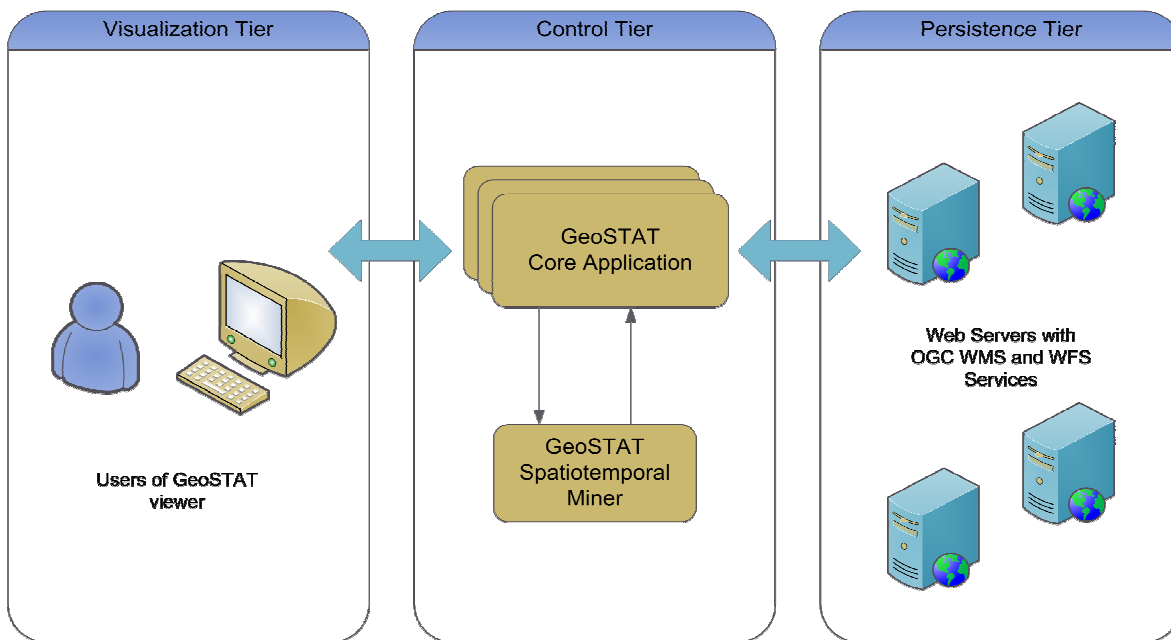 Visualization Tier
Control Tier
Persistence Tier
GeoSTAT
Core Application
GeoSTAT
Spatiotemporal
Miner
Users of GeoSTAT
viewer
Web Servers with
OGC WMS and WFS
Services